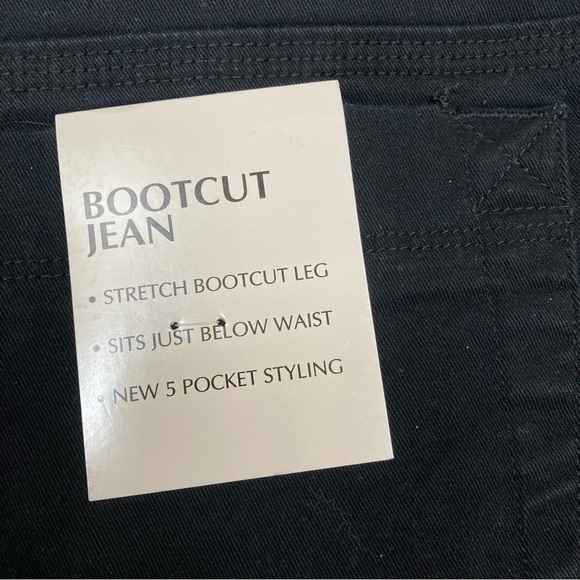 BOOTCUT
JEAN
• STRETCH BOOTCUT LEG
• SITS JUST BELOW WAIST
• NEW 5 POCKET STYLING